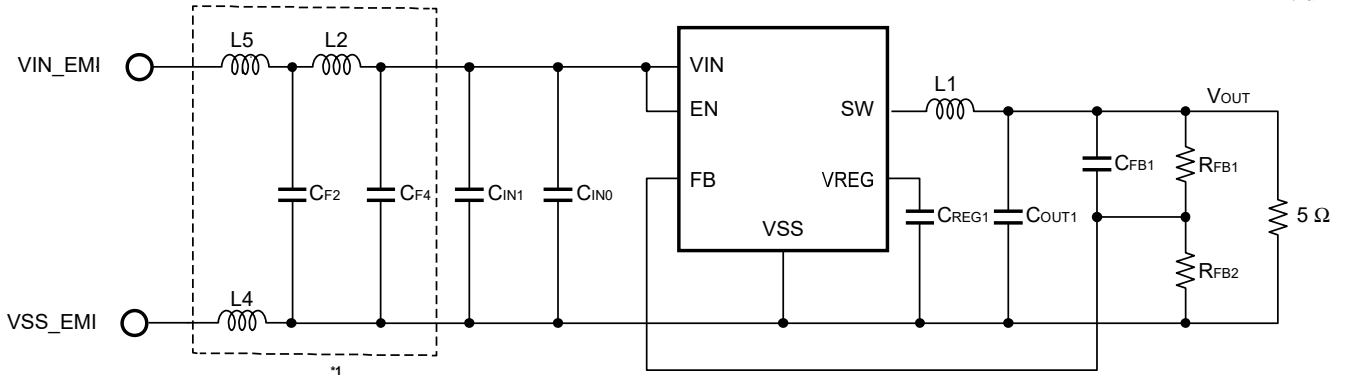 L5
L2
VIN_EMI
VIN
L1
VOUT
EN
SW
CFB1
RFB1
FB
VREG
CF2
CF4
CIN1
CIN0
CREG1
COUT1
5 Ω
VSS
RFB2
L4
VSS_EMI
*1